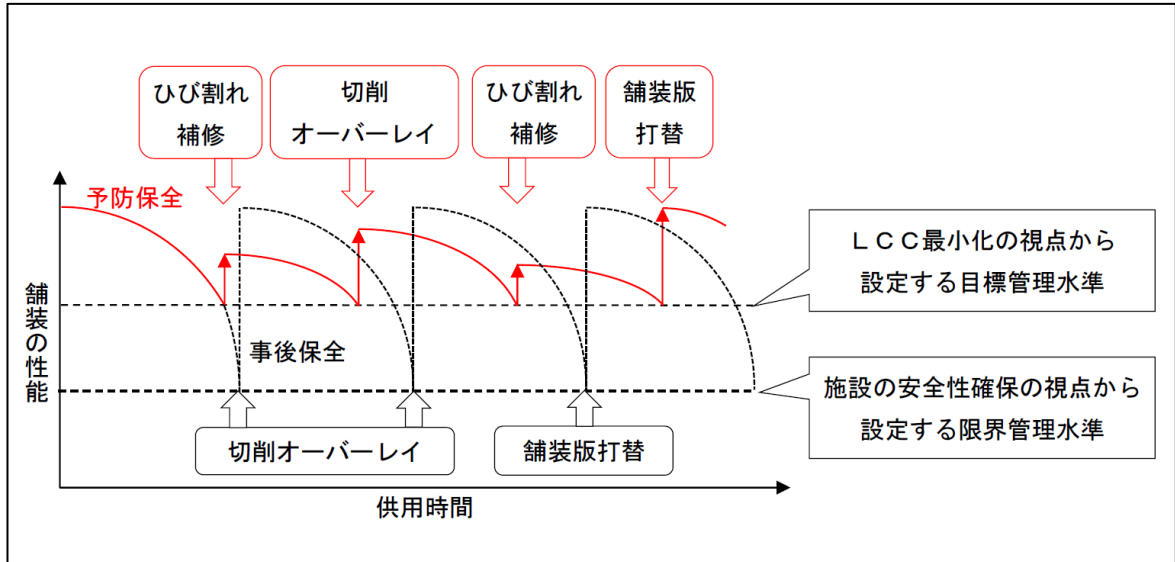 ひび割れ
補修
切削
オーバーレイ
ひび割れ
補修
舗装版
打替
予防保全
ＬＣＣ最小化の視点から
設定する目標管理水準
舗装の性能
事後保全
施設の安全性確保の視点から
設定する限界管理水準
切削オーバーレイ
舗装版打替
供用時間